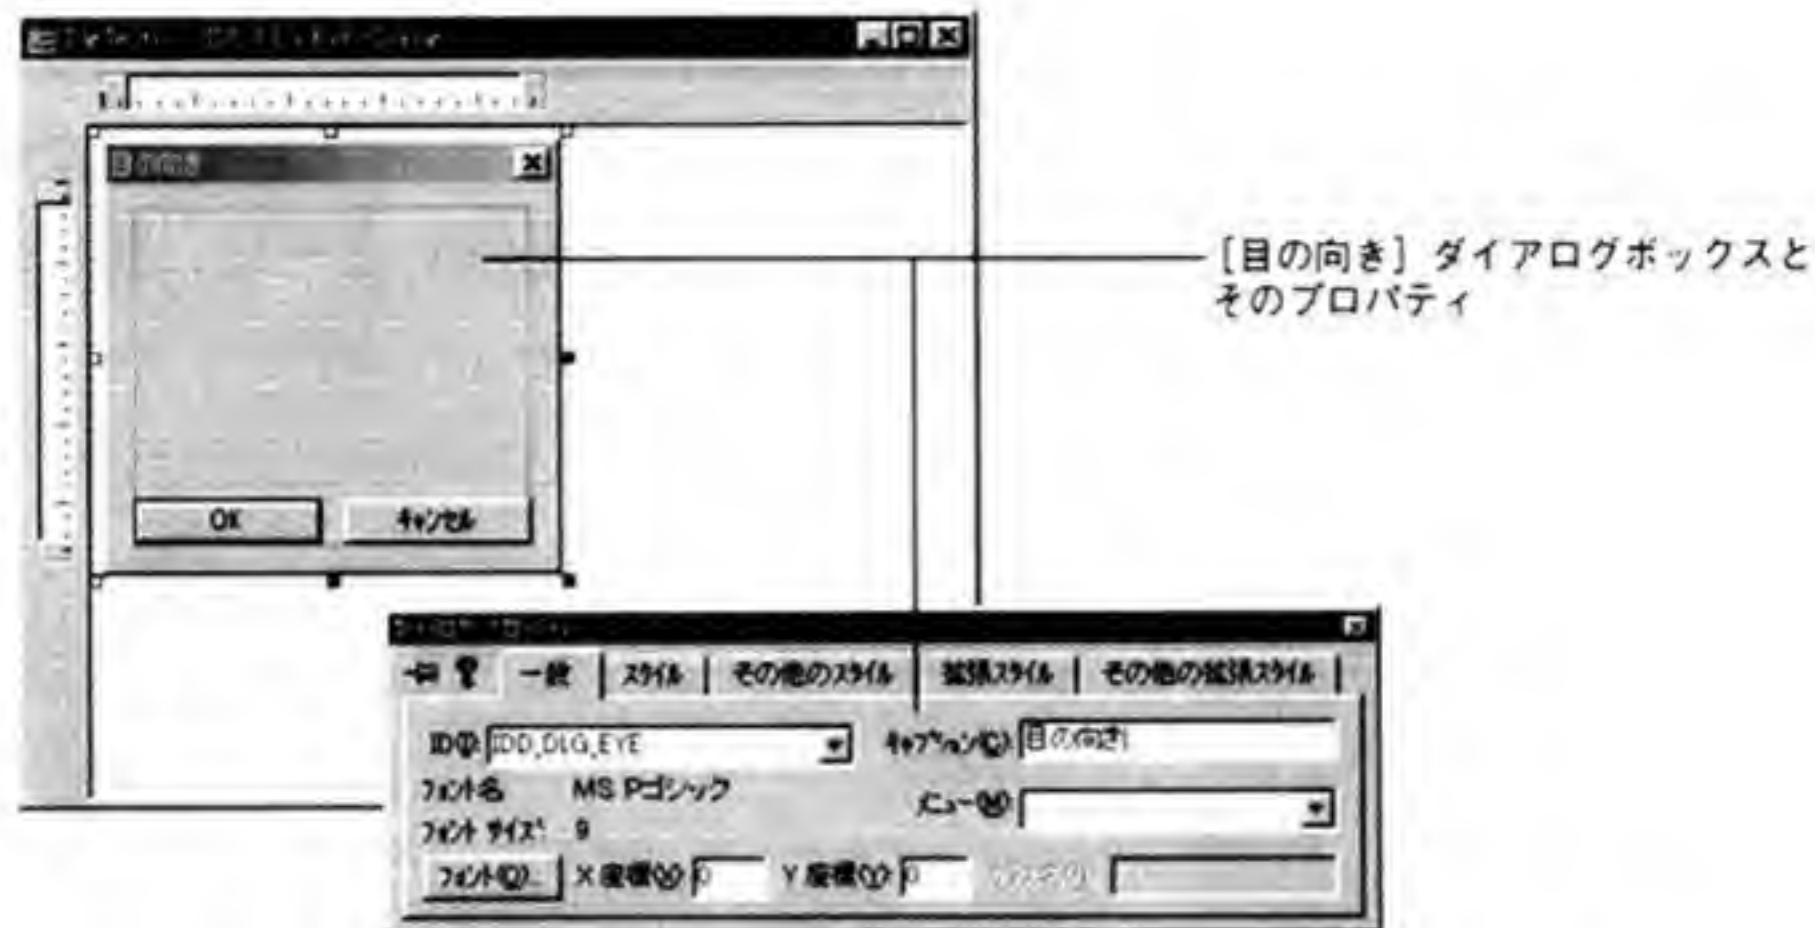 目の向き
[目の向き] ダイアログボックスと
そのプロパティ
OK キャンセル
一般 スタイル その他のスタイル 拡張スタイル その他の拡張スタイル
ID(I): IDD_DLG_EYE キャプション(C): 目の向き
フォント名 MS Pゴシック メニュー(M):
フォント サイズ: 9
フォント(O)... X 座標(X): 0 Y 座標(Y): 0